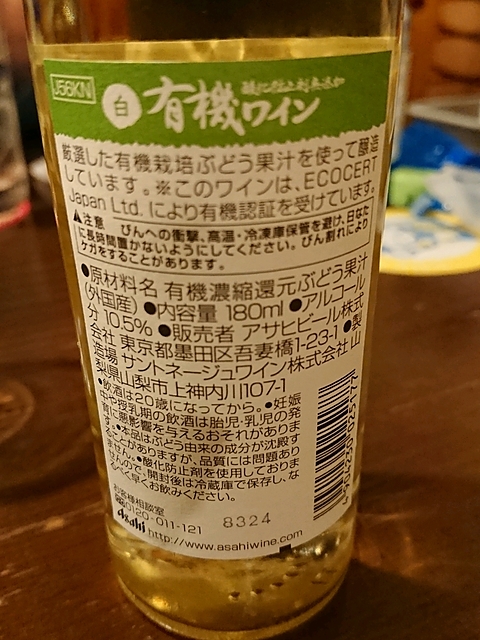 J56KN
白 有機ワイン 酸化防止剤無添加
厳選した有機栽培ぶどう果汁を使って醸造
しています。※このワインは、ECOCERT
Japan Ltd. により有機認証を受けています。
▲注意 びんへの衝撃、高温・冷凍庫保管を避け、日なた
に長時間置かないようにしてください。びん割れにより
ケガをすることがあります。
●原材料名 有機濃縮還元ぶどう果汁
(外国産) ●内容量 180ml ●アルコール
分 10.5% ●販売者 アサヒビール株式
会社 東京都墨田区吾妻橋1-23-1 ●製
造場 サントネージュワイン株式会社 山
梨県山梨市上神内川107-1
●飲酒は20歳になってから。●妊娠
中や授乳期の飲酒は胎児・乳児の発
育に悪影響を与えるおそれがありま
す。●本品はぶどう由来の成分が沈殿す
ることがありますが、品質には問題あり
ません。●酸化防止剤を使用しておりま
せんので、開封後は冷蔵庫で保存し、な
るべく早くお飲みください。
お客様相談室
0120-011-121
8324
Asahi http://www.asahiwine.com